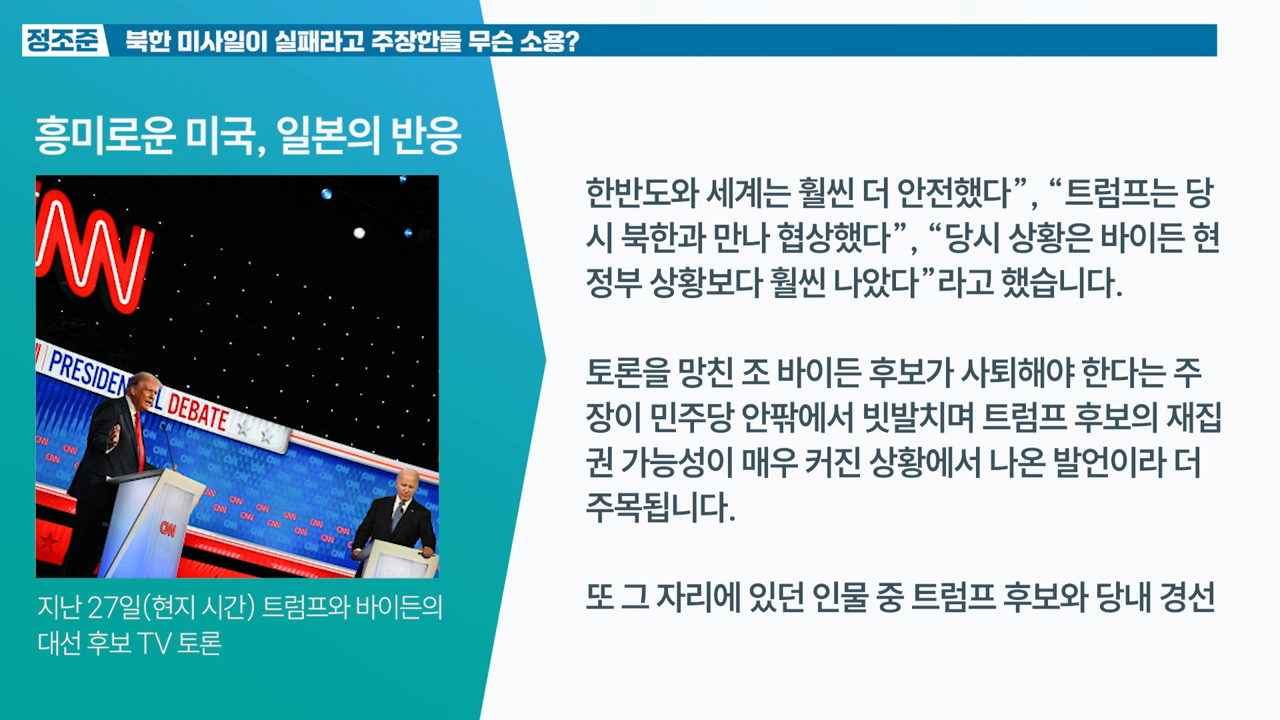 정조준 북한 미사일이 실패라고 주장한들 무슨 소용?
흥미로운 미국, 일본의 반응
CNN
PRESIDENTIAL DEBATE
CNN
지난 27일(현지 시간) 트럼프와 바이든의
대선 후보 TV 토론
한반도와 세계는 훨씬 더 안전했다”, “트럼프는 당
시 북한과 만나 협상했다”, “당시 상황은 바이든 현
정부 상황보다 훨씬 나았다”라고 했습니다.
토론을 망친 조 바이든 후보가 사퇴해야 한다는 주
장이 민주당 안팎에서 빗발치며 트럼프 후보의 재집
권 가능성이 매우 커진 상황에서 나온 발언이라 더
주목됩니다.
또 그 자리에 있던 인물 중 트럼프 후보와 당내 경선